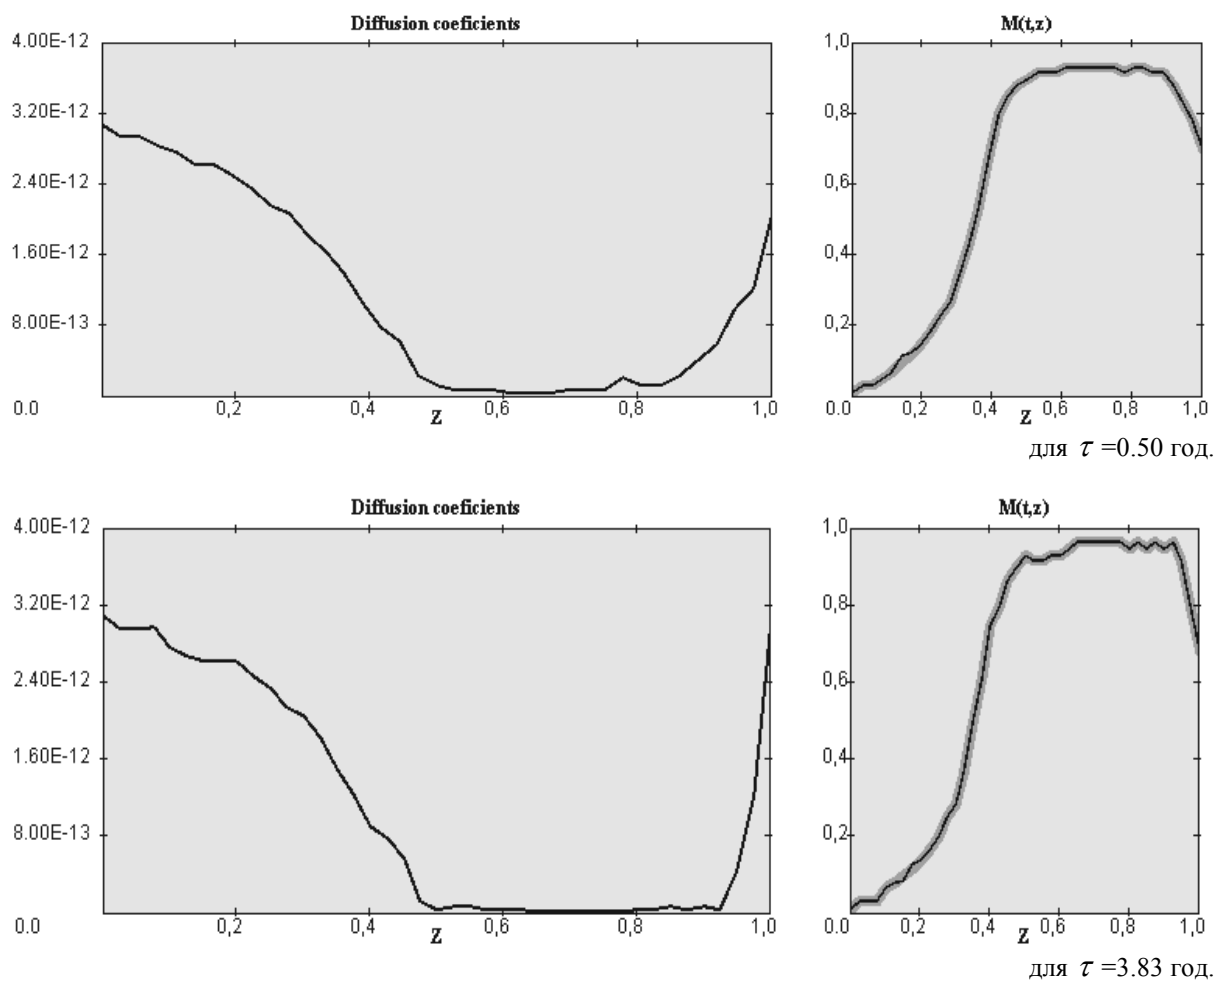 Diffusion coeficients
4.00E-12
3.20E-12
2.40E-12
1.60E-12
8.00E-13
0.0
0,2
0,4
0,6
0,8
1,0
Z
M(t,z)
1,0
0,8
0,6
0,4
0,2
0.0
0,2
0,4
0,6
0,8
1,0
Z
для τ =0.50 год.
Diffusion coeficients
4.00E-12
3.20E-12
2.40E-12
1.60E-12
8.00E-13
0.0
0,2
0,4
0,6
0,8
1,0
Z
M(t,z)
1,0
0,8
0,6
0,4
0,2
0.0
0,2
0,4
0,6
0,8
1,0
Z
для τ =3.83 год.